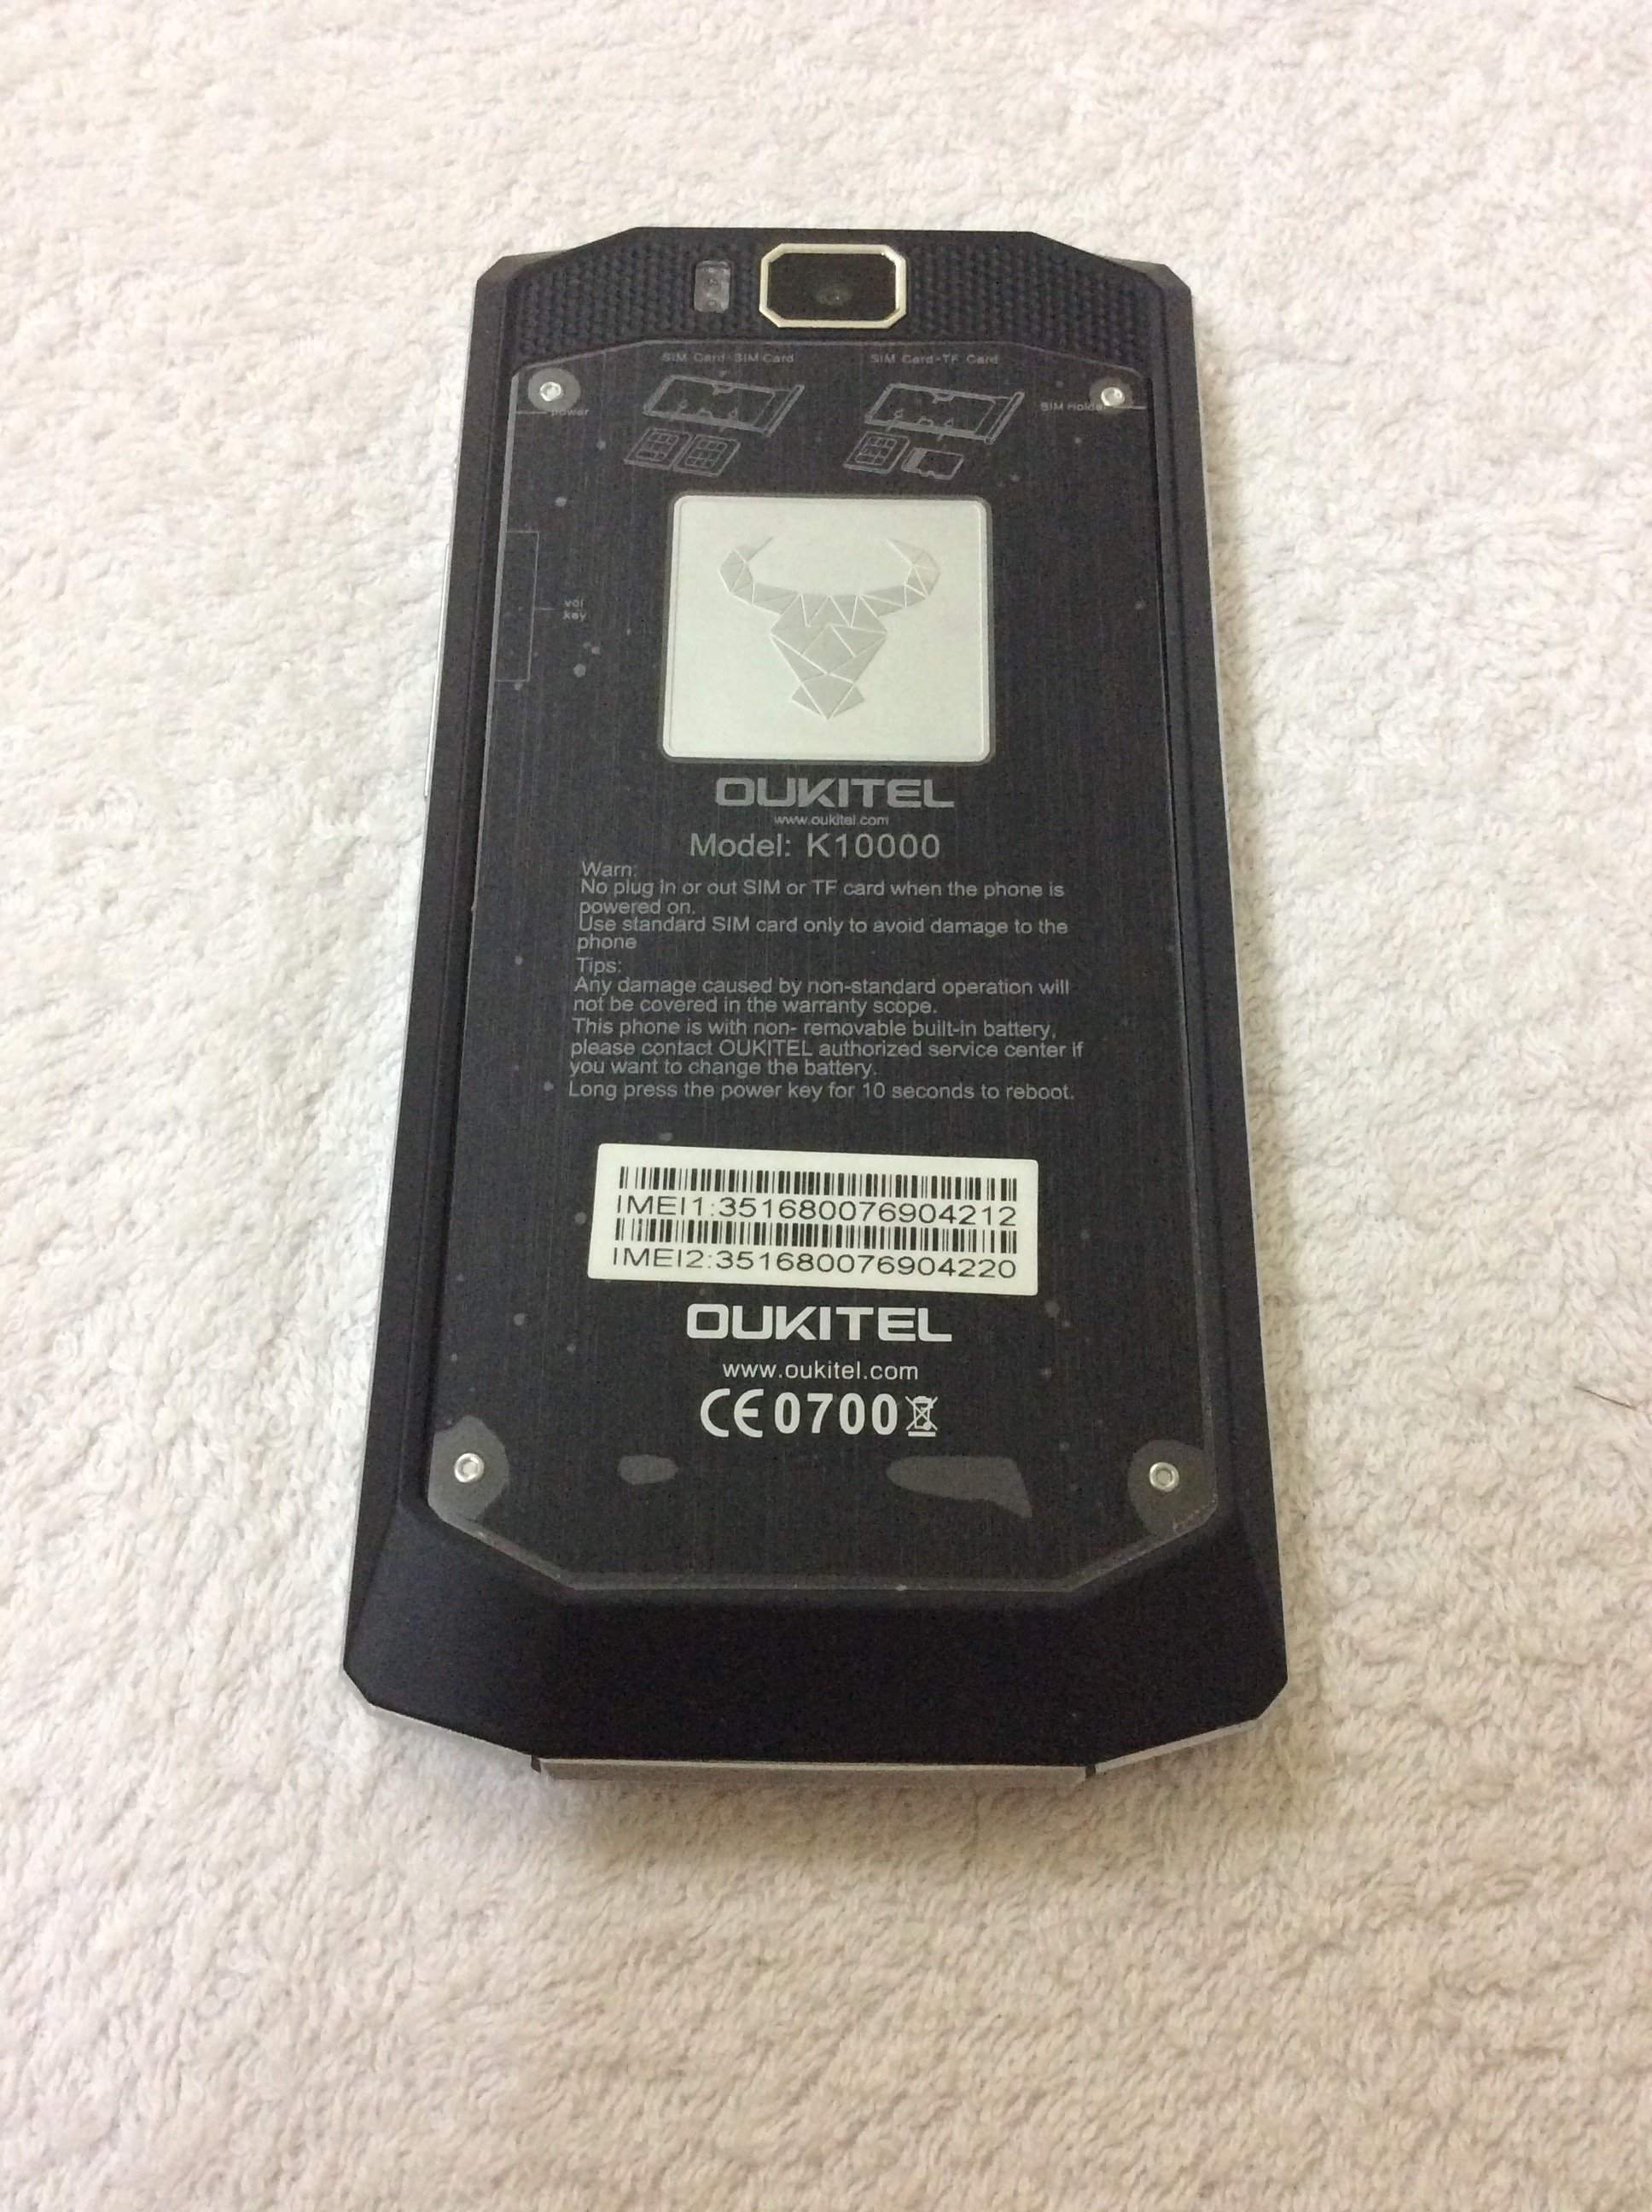 SIM Card-SIM Card
SIM Card-TF Card
power
SIM Holder
vol
key
OUKITEL
www.oukitel.com
Model: K10000
Warn:
No plug in or out SIM or TF card when the phone is
powered on.
Use standard SIM card only to avoid damage to the
phone
Tips:
Any damage caused by non-standard operation will
not be covered in the warranty scope.
This phone is with non- removable built-in battery,
please contact OUKITEL authorized service center if
you want to change the battery.
Long press the power key for 10 seconds to reboot.
IMEI1:351680076904212
IMEI2:351680076904220
OUKITEL
www.oukitel.com
CE0700